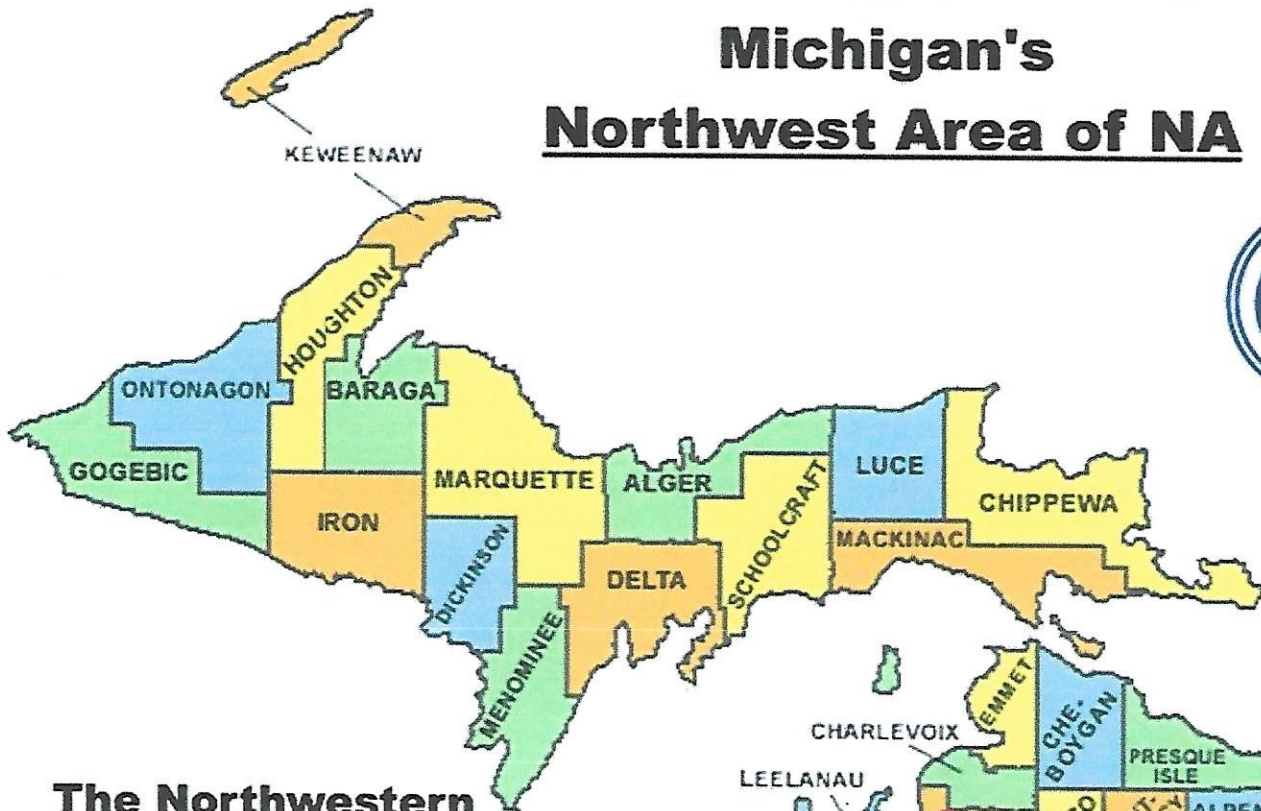 Michigan's
Northwest Area of NA
KEWEENAW
HOUGHTON
ONTONAGON
BARAGA
GOGEBIC
MARQUETTE
ALGER
LUCE
CHIPPEWA
IRON
DICKINSON
DELTA
SCHOOLCRAFT
MACKINAC
MENOMINEE
EMMET
CHE-
BOYGAN
CHARLEVOIX
PRESQUE
ISLE
LEELANAU
The Northwestern